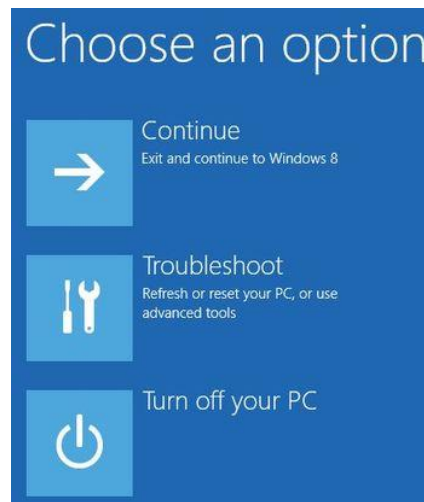 Choose an option
Continue
Exit and continue to Windows 8
Troubleshoot
Refresh or reset your PC, or use
advanced tools
Turn off your PC